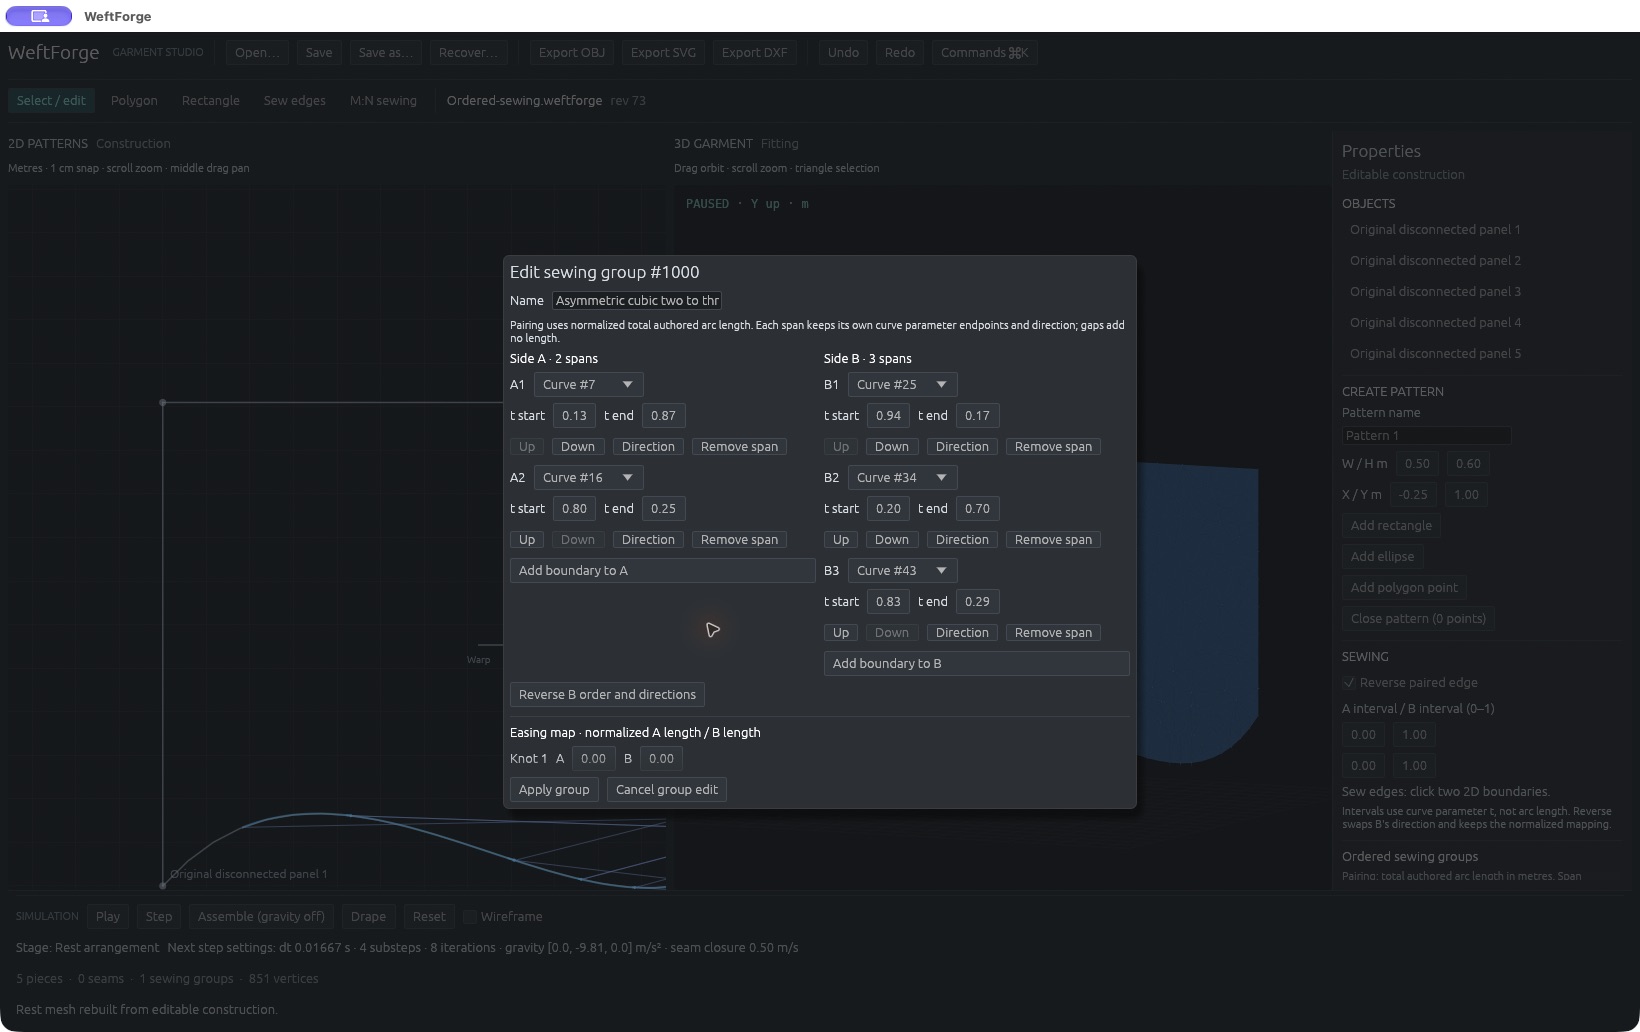 WeftForge
WeftForge GARMENT STUDIO Open... Save Save as... Recover... Export OBJ Export SVG Export DXF Undo Redo Commands⌘K
Select / edit Polygon Rectangle Sew edges M:N sewing Ordered-sewing.weftforge rev 73
2D PATTERNS Construction
Metres · 1 cm snap · scroll zoom · middle drag pan
Warp
Original disconnected panel 1
3D GARMENT Fitting
Drag orbit · scroll zoom · triangle selection
PAUSED · Y up · m
Edit sewing group #1000
Name Asymmetric cubic two to thr
Pairing uses normalized total authored arc length. Each span keeps its own curve parameter endpoints and direction; gaps add
no length.
Side A · 2 spans
A1 Curve #7
t start 0.13 t end 0.87
Up Down Direction Remove span
A2 Curve #16
t start 0.80 t end 0.25
Up Down Direction Remove span
Add boundary to A
Side B · 3 spans
B1 Curve #25
t start 0.94 t end 0.17
Up Down Direction Remove span
B2 Curve #34
t start 0.20 t end 0.70
Up Down Direction Remove span
B3 Curve #43
t start 0.83 t end 0.29
Up Down Direction Remove span
Add boundary to B
Reverse B order and directions
Easing map · normalized A length / B length
Knot 1 A 0.00 B 0.00
Apply group Cancel group edit
Properties
Editable construction
OBJECTS
Original disconnected panel 1
Original disconnected panel 2
Original disconnected panel 3
Original disconnected panel 4
Original disconnected panel 5
CREATE PATTERN
Pattern name
Pattern 1
W / H m 0.50 0.60
X / Y m -0.25 1.00
Add rectangle
Add ellipse
Add polygon point
Close pattern (0 points)
SEWING
Reverse paired edge
A interval / B interval (0–1)
0.00 1.00
0.00 1.00
Sew edges: click two 2D boundaries.
Intervals use curve parameter t, not arc length. Reverse
swaps B's direction and keeps the normalized mapping.
Ordered sewing groups
Pairing: total authored arc length in metres. Span
SIMULATION Play Step Assemble (gravity off) Drape Reset Wireframe
Stage: Rest arrangement Next step settings: dt 0.01667 s · 4 substeps · 8 iterations · gravity [0.0, -9.81, 0.0] m/s² · seam closure 0.50 m/s
5 pieces · 0 seams · 1 sewing groups · 851 vertices
Rest mesh rebuilt from editable construction.